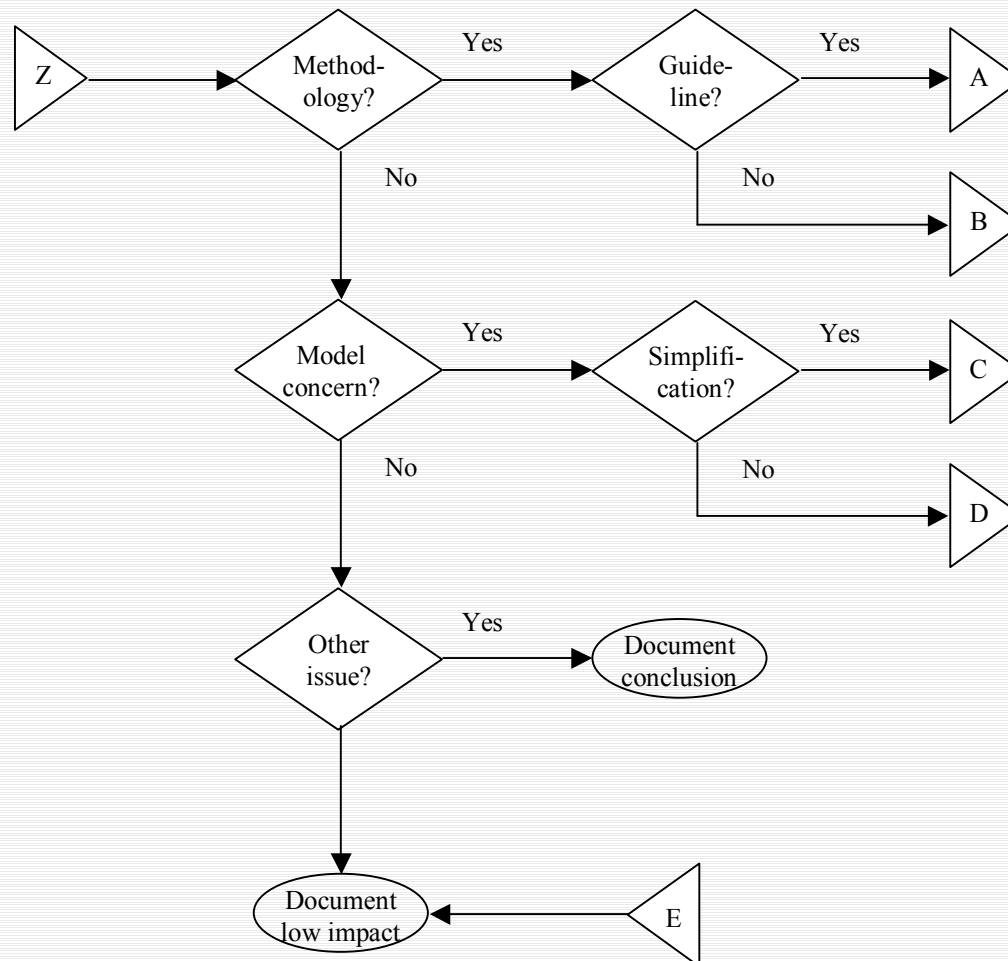 Yes
Yes
Z
Method-
ology?
Guide-
line?
A
No
No
B
Yes
Yes
Model
concern?
Simplifi-
cation?
C
No
No
D
Yes
Other
issue?
Document
conclusion
Document
low impact
E